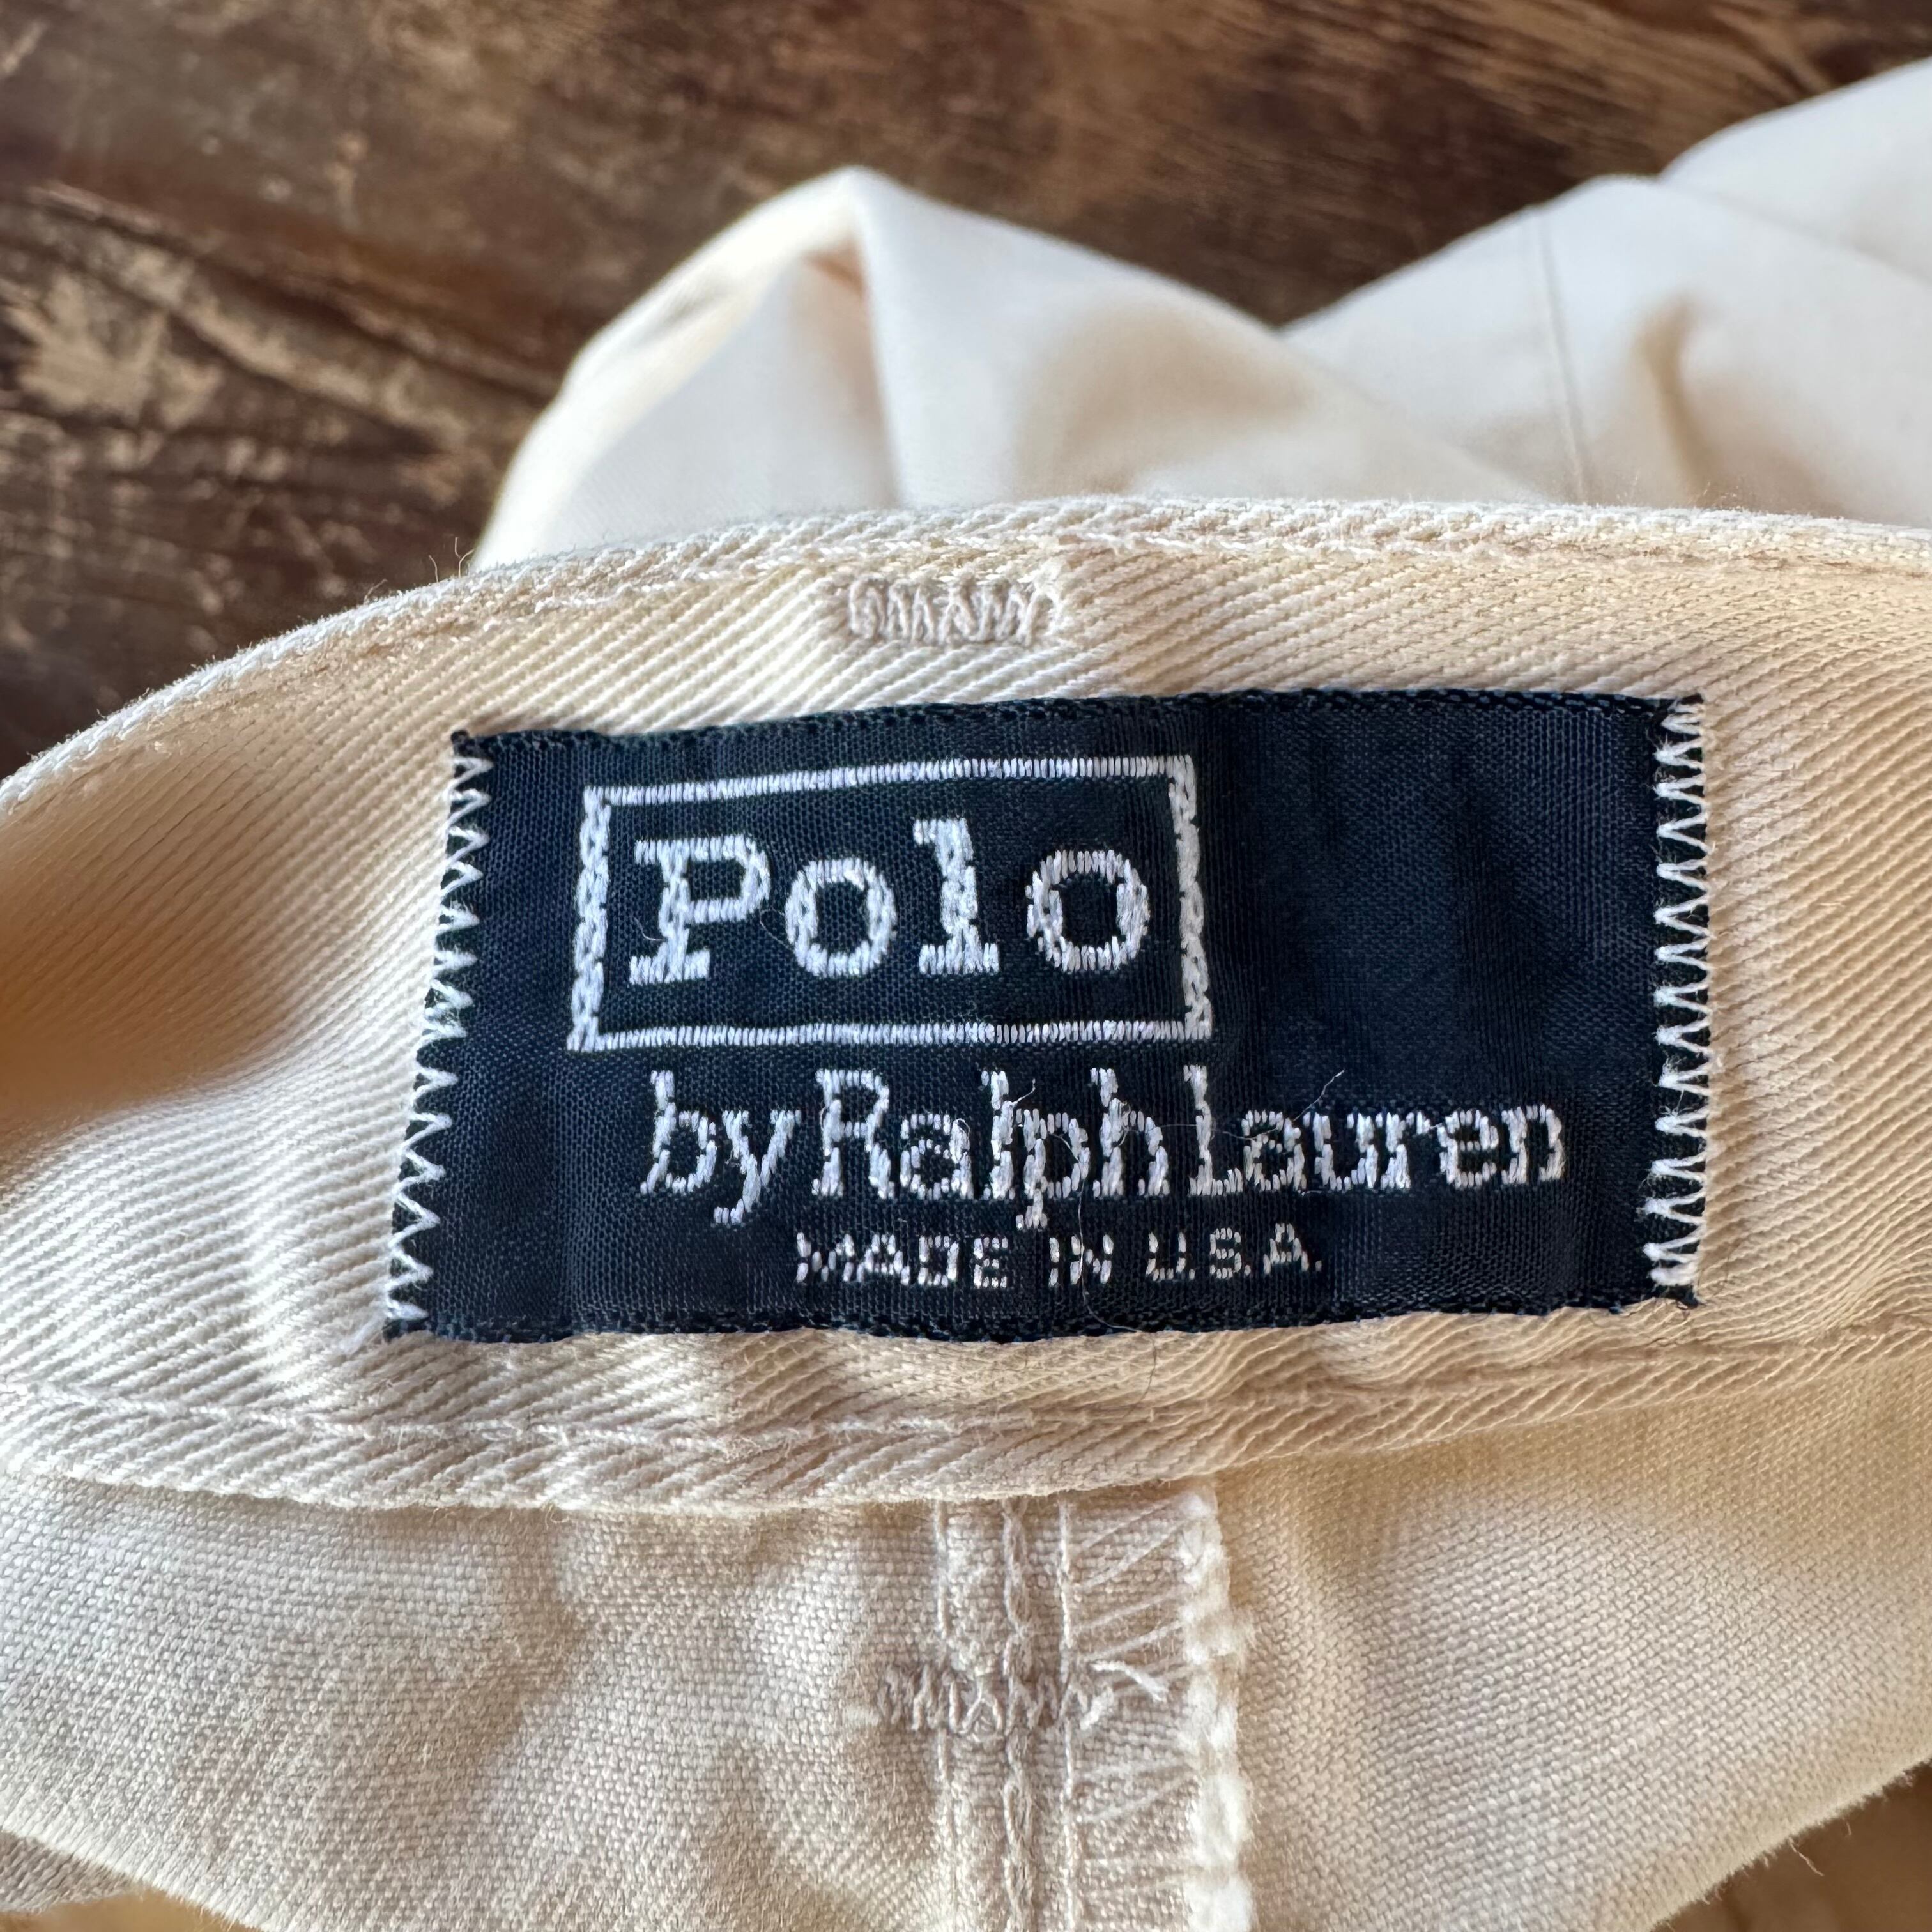 Polo
by Ralph Lauren
MADE IN U.S.A.